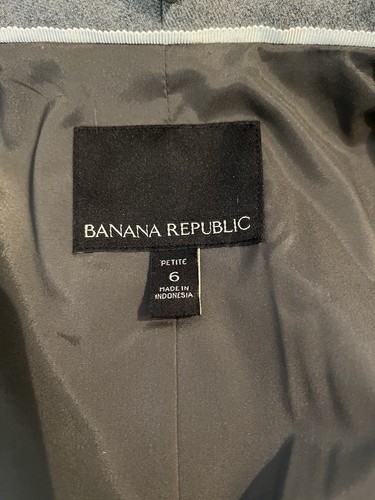 BANANA REPUBLIC
PETITE
6
MADE IN
INDONESIA